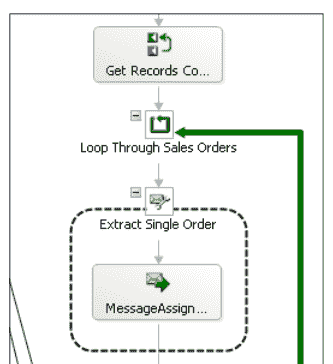 Get Records Co...
Loop Through Sales Orders
Extract Single Order
MessageAssign...